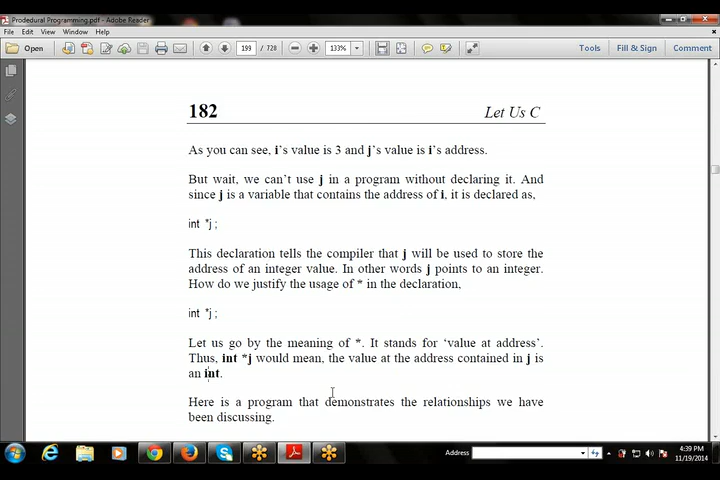 Prodedural Programming.pdf - Adobe Reader
File Edit View Window Help
Open 199 / 728 133% Tools Fill & Sign Comment
182 Let Us C
As you can see, i's value is 3 and j's value is i's address.
But wait, we can't use j in a program without declaring it. And
since j is a variable that contains the address of i, it is declared as,
int *j ;
This declaration tells the compiler that j will be used to store the
address of an integer value. In other words j points to an integer.
How do we justify the usage of * in the declaration,
int *j ;
Let us go by the meaning of *. It stands for ‘value at address’.
Thus, int *j would mean, the value at the address contained in j is
an int.
Here is a program that demonstrates the relationships we have
been discussing.
Address
4:39 PM
11/19/2014